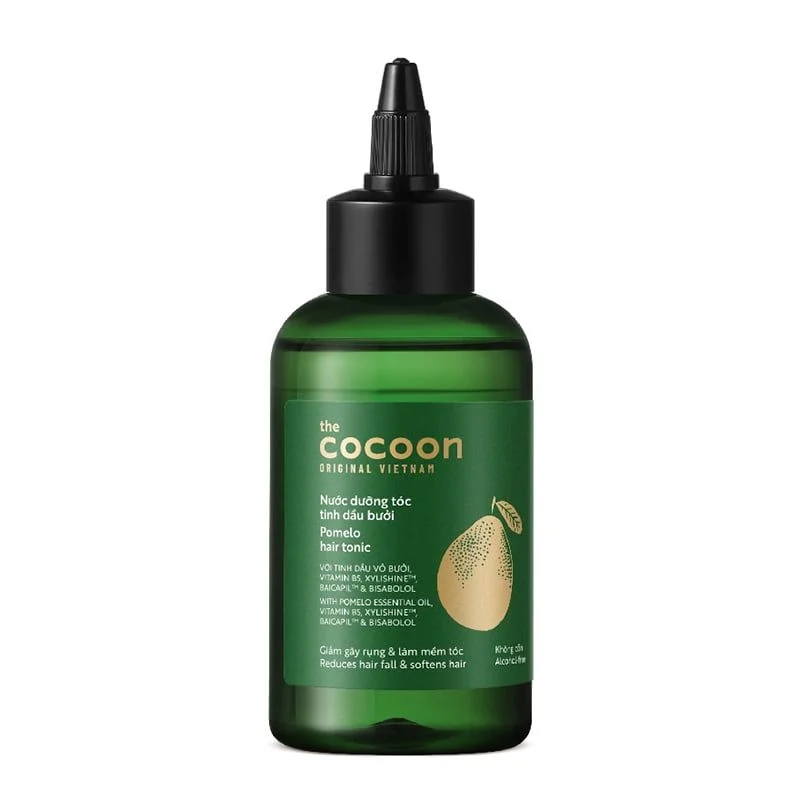 the
cocoon
ORIGINAL VIETNAM
Nước dưỡng tóc
tinh dầu bưởi
Pomelo
hair tonic
VỚI TINH DẦU VỎ BƯỞI,
VITAMIN B5, XYLISHINE™,
BAICAPIL™ & BISABOLOL
WITH POMELO ESSENTIAL OIL,
VITAMIN B5, XYLISHINE™,
BAICAPIL™ & BISABOLOL
Giảm gãy rụng & làm mềm tóc
Reduces hair fall & softens hair
Không cồn
Alcohol-free